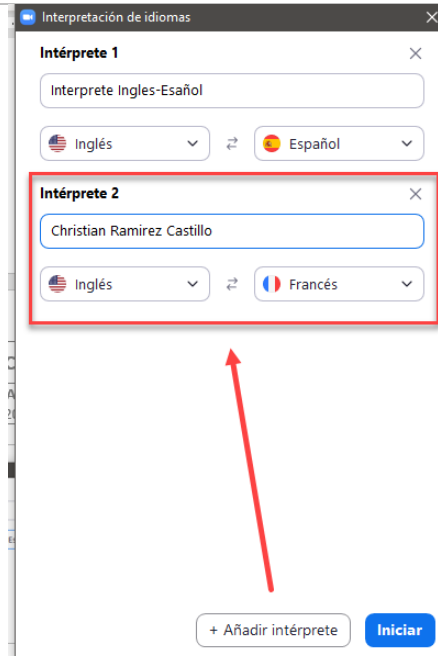 Interpretación de idiomas
Intérprete 1
Interprete Ingles-Esañol
Inglés Español
Intérprete 2
Christian Ramirez Castillo
Inglés Francés
+ Añadir intérprete Iniciar